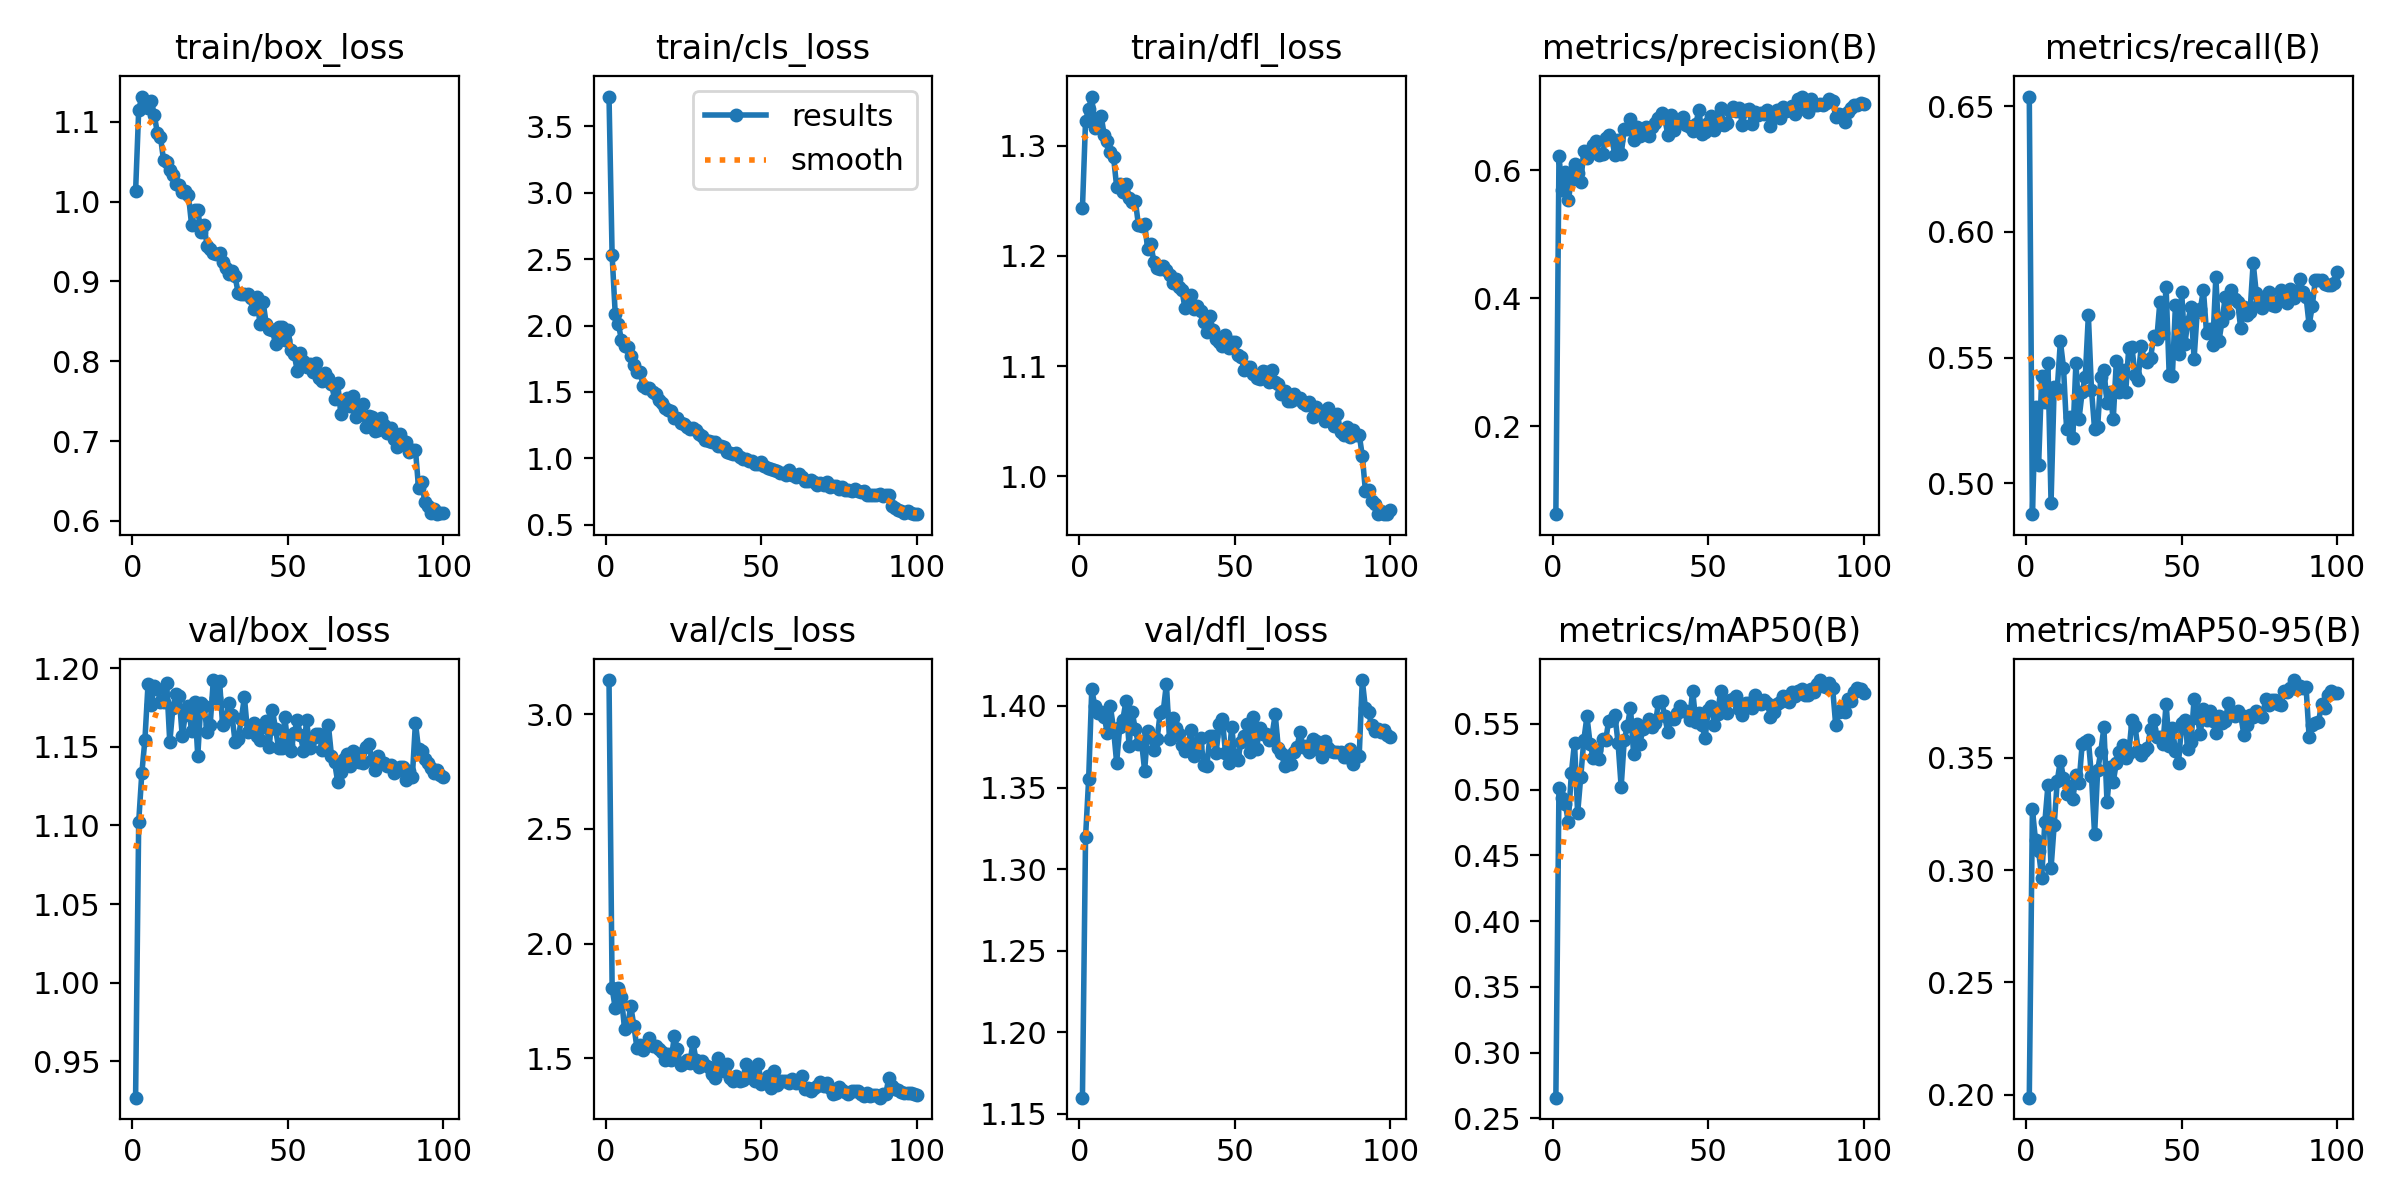 train/box_loss
train/cls_loss
train/dfl_loss
metrics/precision(B)
metrics/recall(B)
results
smooth
1.1
1.0
0.9
0.8
0.7
0.6
0 50 100
3.5
3.0
2.5
2.0
1.5
1.0
0.5
0 50 100
1.3
1.2
1.1
1.0
0 50 100
0.6
0.4
0.2
0 50 100
0.65
0.60
0.55
0.50
0 50 100
val/box_loss
val/cls_loss
val/dfl_loss
metrics/mAP50(B)
metrics/mAP50-95(B)
1.20
1.15
1.10
1.05
1.00
0.95
0 50 100
3.0
2.5
2.0
1.5
0 50 100
1.40
1.35
1.30
1.25
1.20
1.15
0 50 100
0.55
0.50
0.45
0.40
0.35
0.30
0.25
0 50 100
0.35
0.30
0.25
0.20
0 50 100